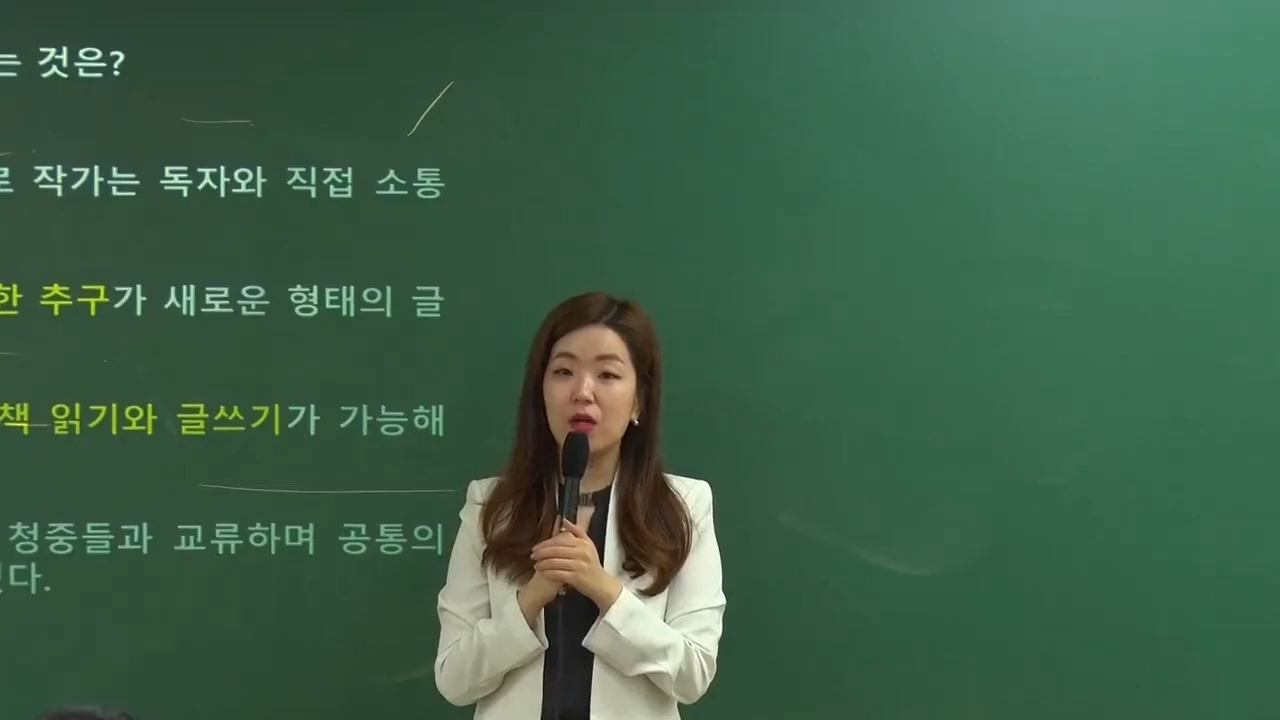 는 것은?
로 작가는 독자와 직접 소통
한 추구가 새로운 형태의 글
책 읽기와 글쓰기가 가능해
청중들과 교류하며 공통의
다.